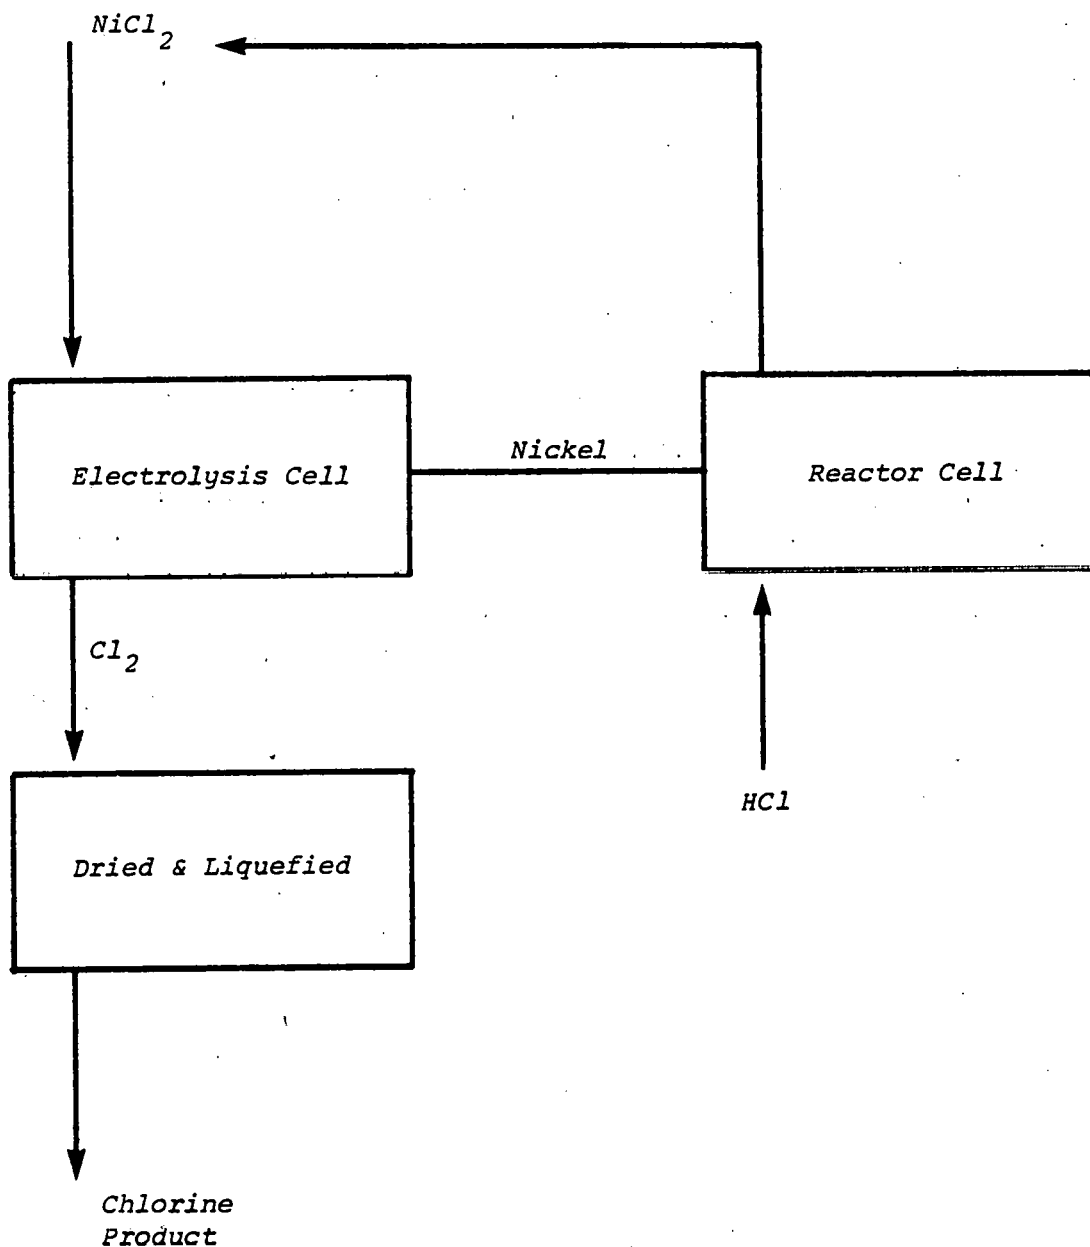 NiCl₂
Nickel
Electrolysis Cell
Reactor Cell
Cl₂
HCl
Dried & Liquefied
Chlorine
Product